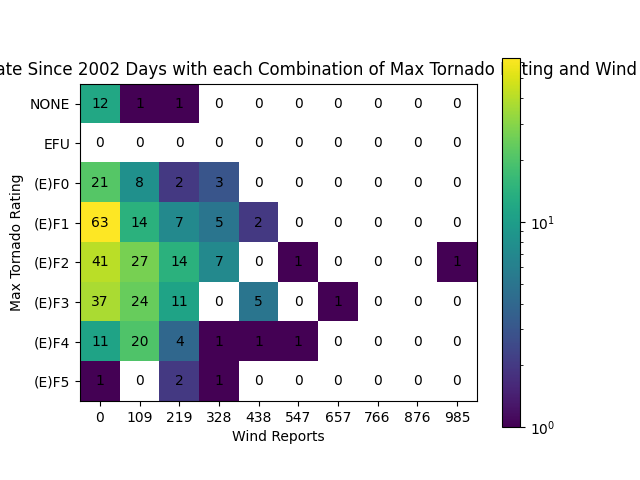 ate Since 2002 Days with each Combination of Max Tornado Rating and Wind
NONE 12 1 1 0 0 0 0 0 0 0
EFU 0 0 0 0 0 0 0 0 0 0
(E)F0 21 8 2 3 0 0 0 0 0 0
(E)F1 63 14 7 5 2 0 0 0 0 0
(E)F2 41 27 14 7 0 1 0 0 0 1
(E)F3 37 24 11 0 5 0 1 0 0 0
(E)F4 11 20 4 1 1 1 0 0 0 0
(E)F5 1 0 2 1 0 0 0 0 0 0
0 109 219 328 438 547 657 766 876 985
Wind Reports
Max Tornado Rating
10¹
10⁰